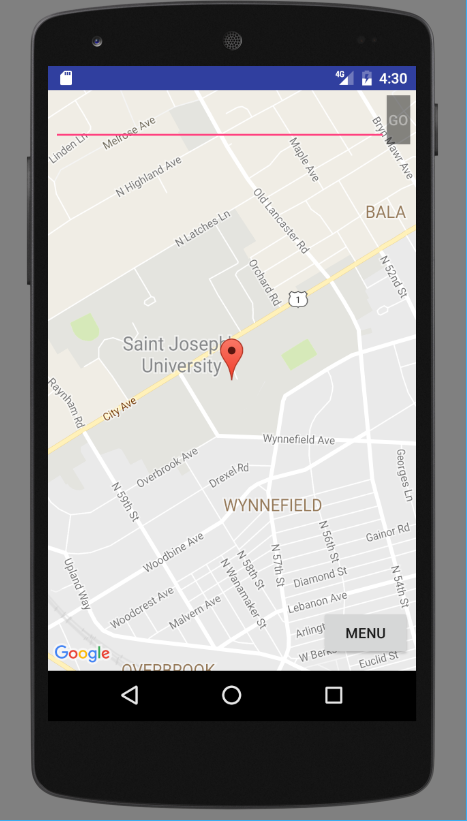 4G
4:30
GO
Linden Ln
Melrose Ave
Bryn Mawr Ave
N Highland Ave
Maple Ave
BALA
Old Lancaster Rd
N Latches Ln
Orchard Rd
N 52nd St
1
Saint Joseph
University
Raynham Rd
City Ave
Wynnefield Ave
Overbrook Ave
Drexel Rd
Georges Ln
N 59th St
WYNNEFIELD
N 56th St
Gainor Rd
Woodbine Ave
N 58th St
N 57th St
Upland Way
N Wanamaker St
Diamond St
N 54th St
Woodcrest Ave
Malvern Ave
Lebanon Ave
Arling
MENU
Google
N Berks
Euclid St
OVERBROOK